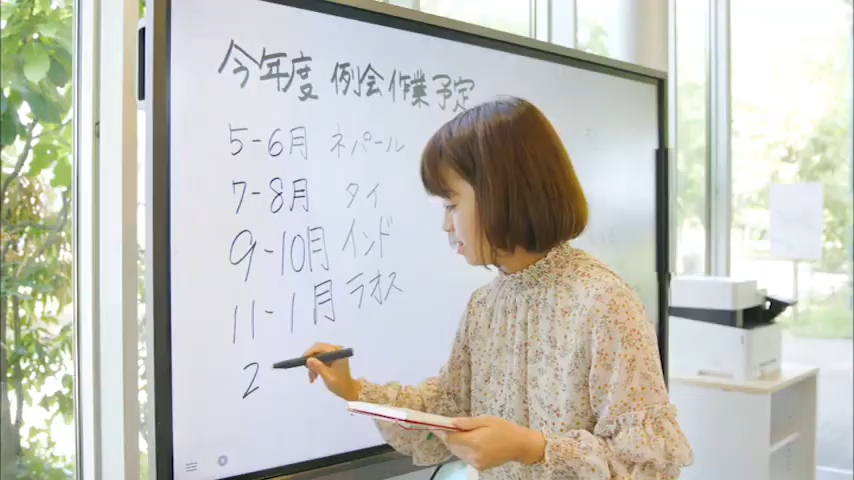 今年度 例会作業予定
5-6月 ネパール
7-8月 タイ
9-10月 インド
11-1月 ラオス
2